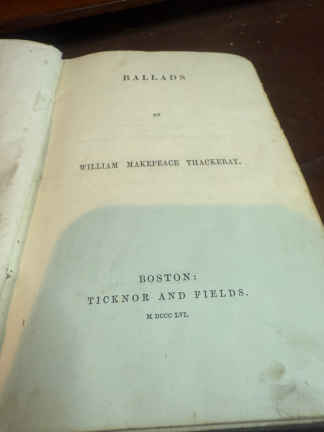 BALLADS
BY
WILLIAM MAKEPEACE THACKERAY.
BOSTON:
TICKNOR AND FIELDS.
M DCCC LVI.